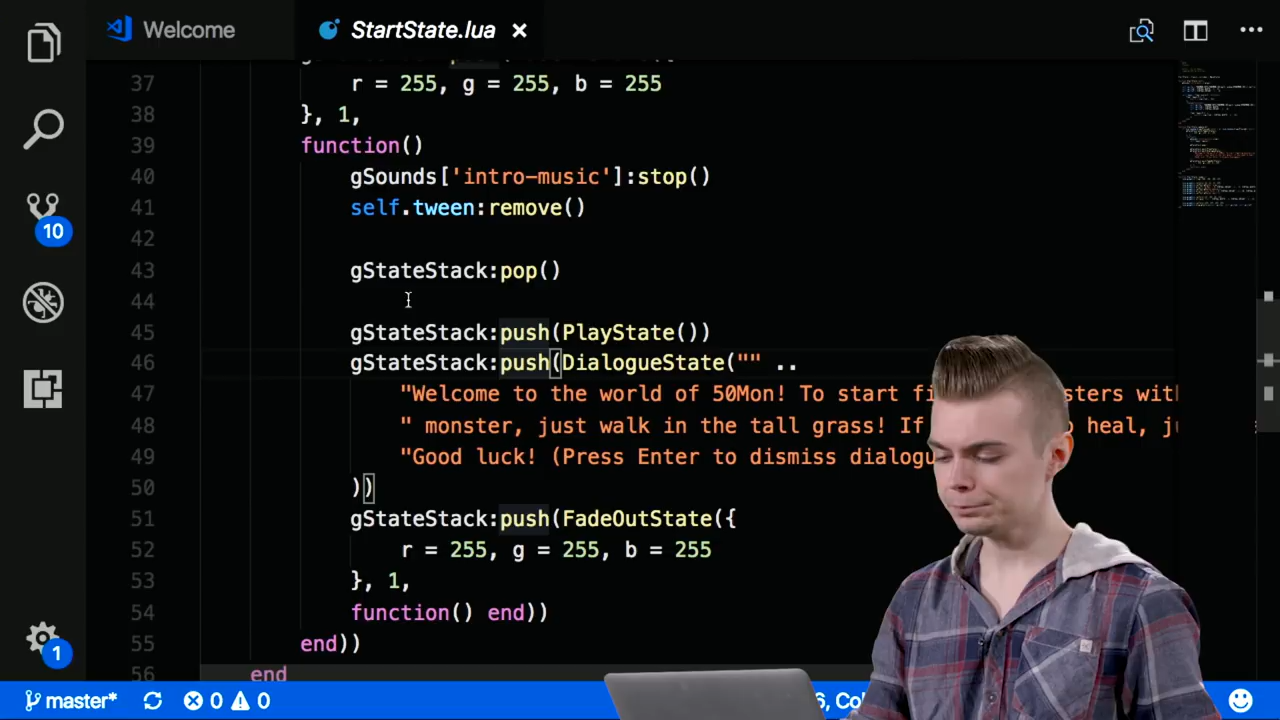 Welcome
StartState.lua
37 r = 255, g = 255, b = 255
38 }, 1,
39 function()
40 gSounds['intro-music']:stop()
41 self.tween:remove()
42
43 gStateStack:pop()
44
45 gStateStack:push(PlayState())
46 gStateStack:push(DialogueState("" ..
47 "Welcome to the world of 50Mon! To start
48 " monster, just walk in the tall grass! If heal,
49 "Good luck! (Press Enter to dismiss
50 ))
51 gStateStack:push(FadeOutState({
52 r = 255, g = 255, b = 255
53 }, 1,
54 function() end))
55 end))
56 end
10
1
master* 0 0